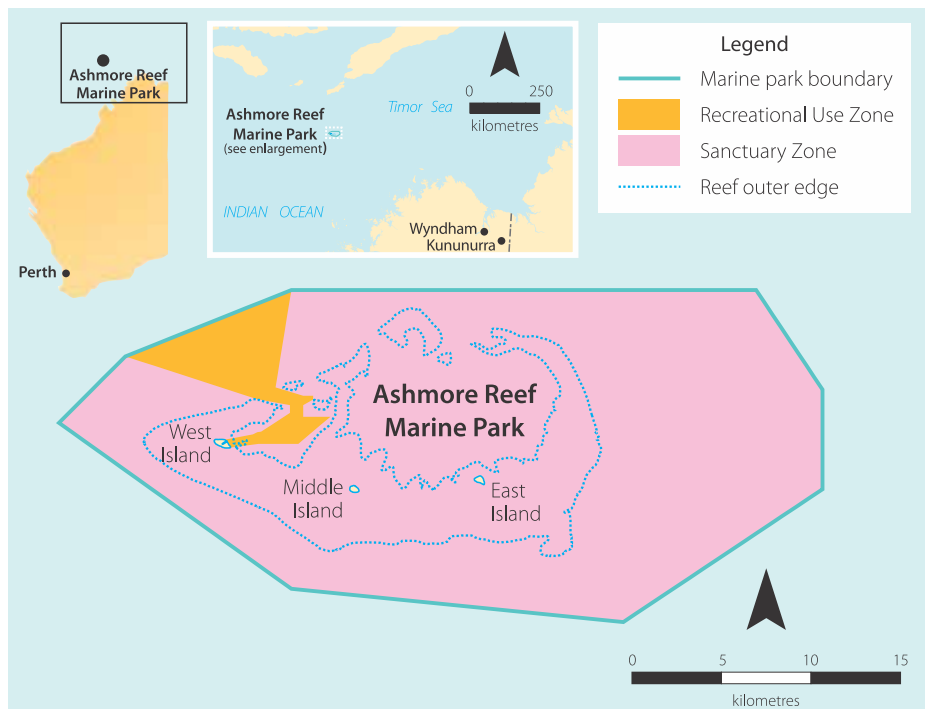 Ashmore Reef
Marine Park
Perth
Ashmore Reef
Marine Park
(see enlargement)
Timor Sea
0 250
kilometres
INDIAN OCEAN
Wyndham
Kununurra
Legend
Marine park boundary
Recreational Use Zone
Sanctuary Zone
Reef outer edge
Ashmore Reef
Marine Park
West
Island
Middle
Island
East
Island
0 5 10 15
kilometres